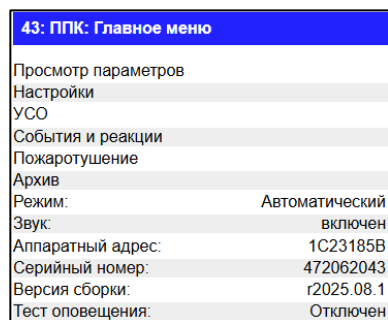 43: ППК: Главное меню
Просмотр параметров
Настройки
УСО
События и реакции
Пожаротушение
Архив
Режим: Автоматический
Звук: включен
Аппаратный адрес: 1C23185B
Серийный номер: 472062043
Версия сборки: r2025.08.1
Тест оповещения: Отключен